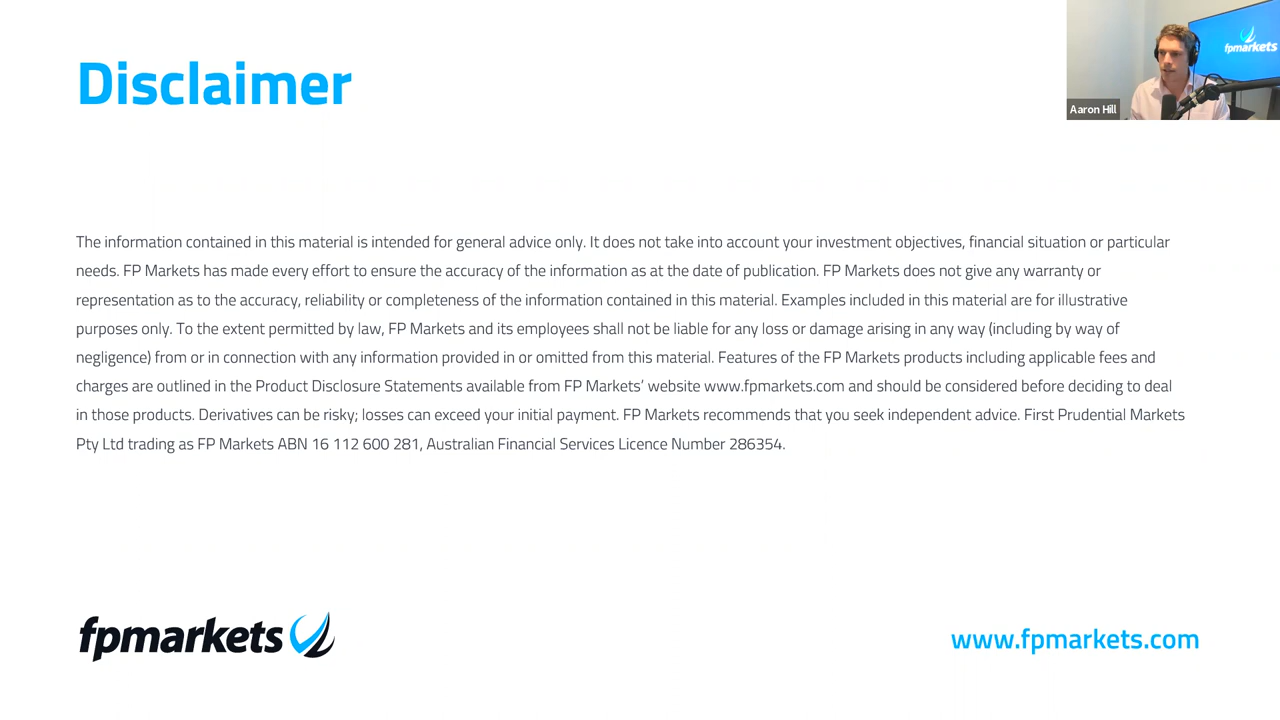 Disclaimer
fpmarkets
Aaron Hill
The information contained in this material is intended for general advice only. It does not take into account your investment objectives, financial situation or particular
needs. FP Markets has made every effort to ensure the accuracy of the information as at the date of publication. FP Markets does not give any warranty or
representation as to the accuracy, reliability or completeness of the information contained in this material. Examples included in this material are for illustrative
purposes only. To the extent permitted by law, FP Markets and its employees shall not be liable for any loss or damage arising in any way (including by way of
negligence) from or in connection with any information provided in or omitted from this material. Features of the FP Markets products including applicable fees and
charges are outlined in the Product Disclosure Statements available from FP Markets’ website www.fpmarkets.com and should be considered before deciding to deal
in those products. Derivatives can be risky; losses can exceed your initial payment. FP Markets recommends that you seek independent advice. First Prudential Markets
Pty Ltd trading as FP Markets ABN 16 112 600 281, Australian Financial Services Licence Number 286354.
fpmarkets
www.fpmarkets.com